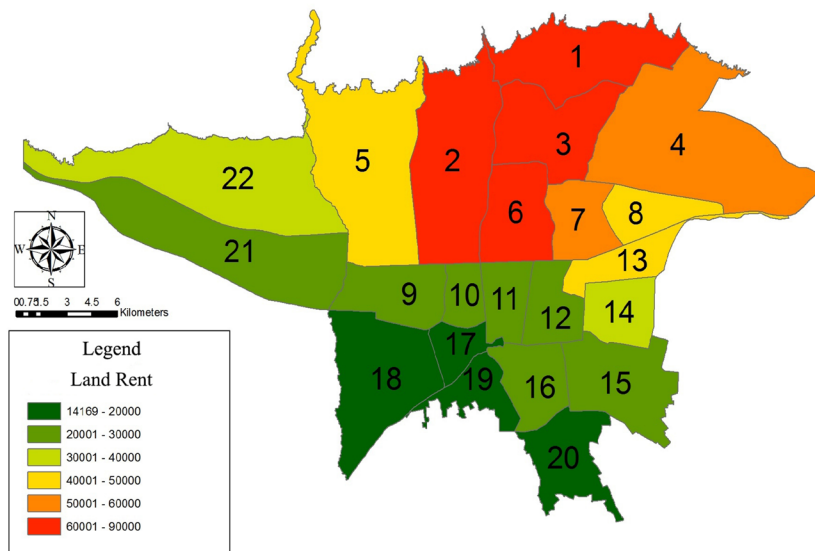 1
2
3
4
5
6
7
8
22
21
13
9
10
11
12
14
17
18
19
16
15
20
N
W E
S
00.75 1.5 3 4.5 6
Kilometers
Legend
Land Rent
14169 - 20000
20001 - 30000
30001 - 40000
40001 - 50000
50001 - 60000
60001 - 90000